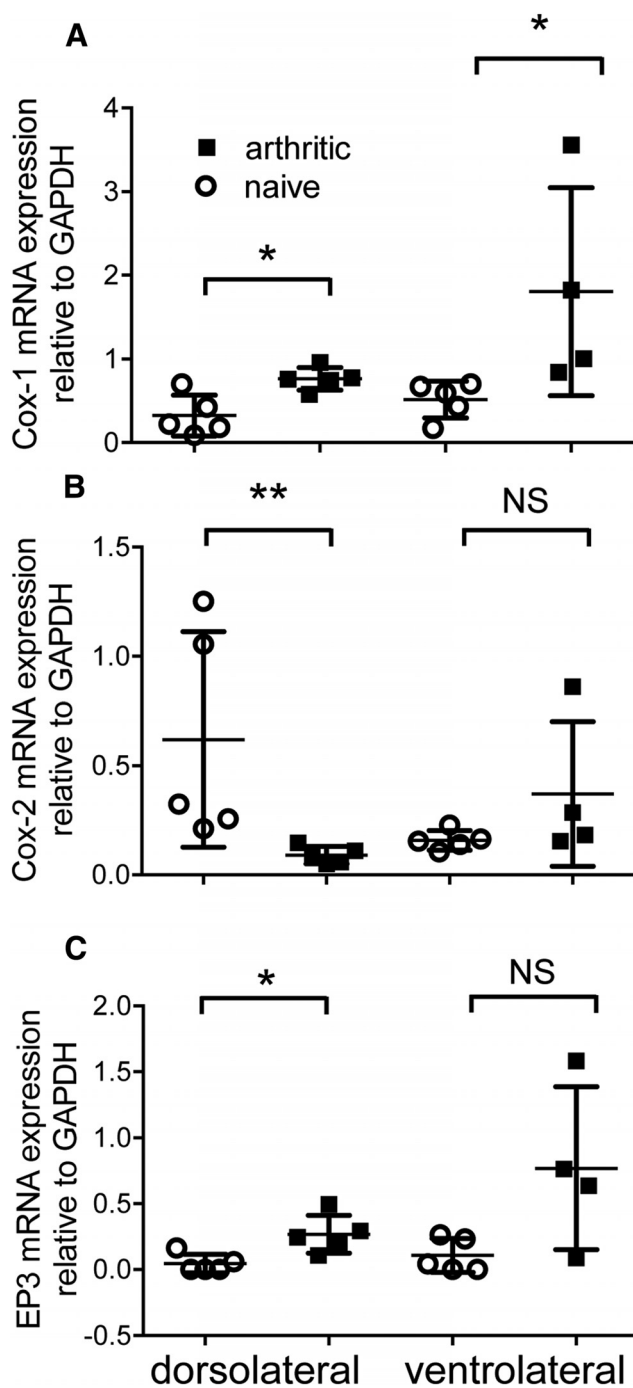 A
*
Cox-1 mRNA expression
relative to GAPDH
4
3
2
1
0
arthritic
naive
*
B
**
NS
Cox-2 mRNA expression
relative to GAPDH
1.5
1.0
0.5
0.0
C
*
NS
EP3 mRNA expression
relative to GAPDH
2.0
1.5
1.0
0.5
0.0
-0.5
dorsolateral ventrolateral